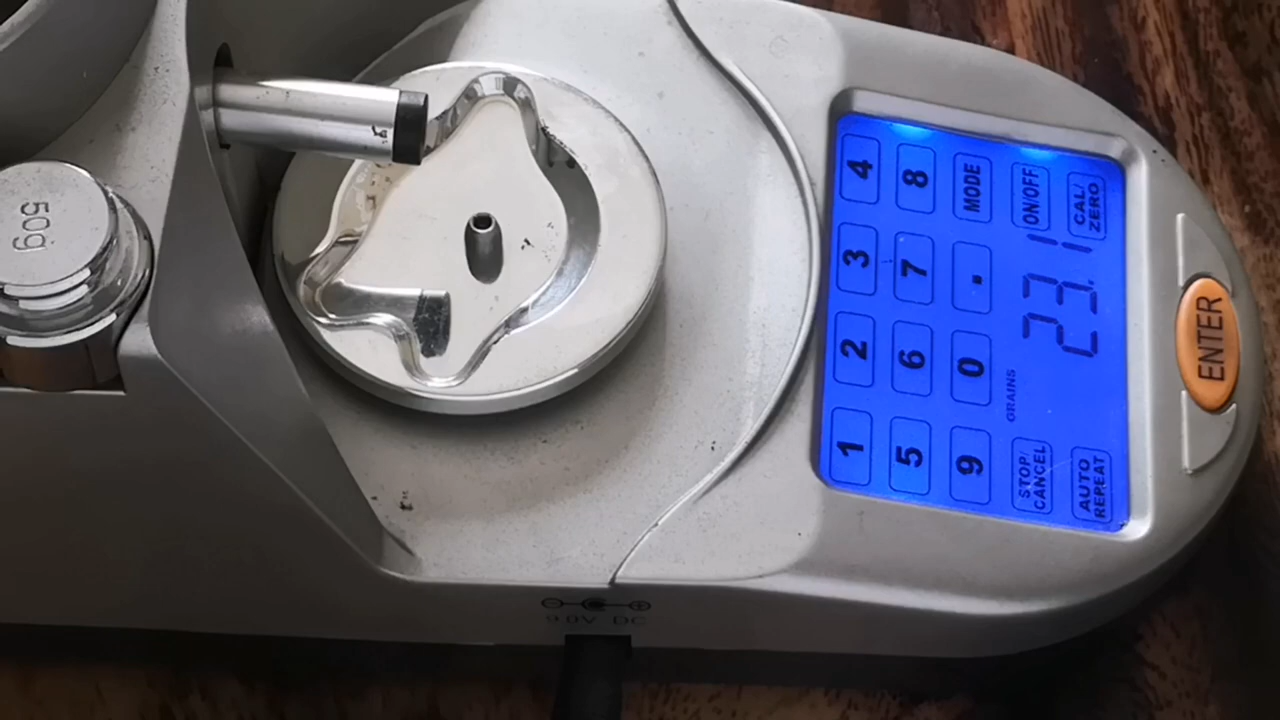 50g
4 8 MODE ON/OFF CAL/ ZERO
3 7 .
2 6 0
1 5 9 STOP/ CANCEL AUTO REPEAT
GRAINS
23.1
ENTER
9.0V DC